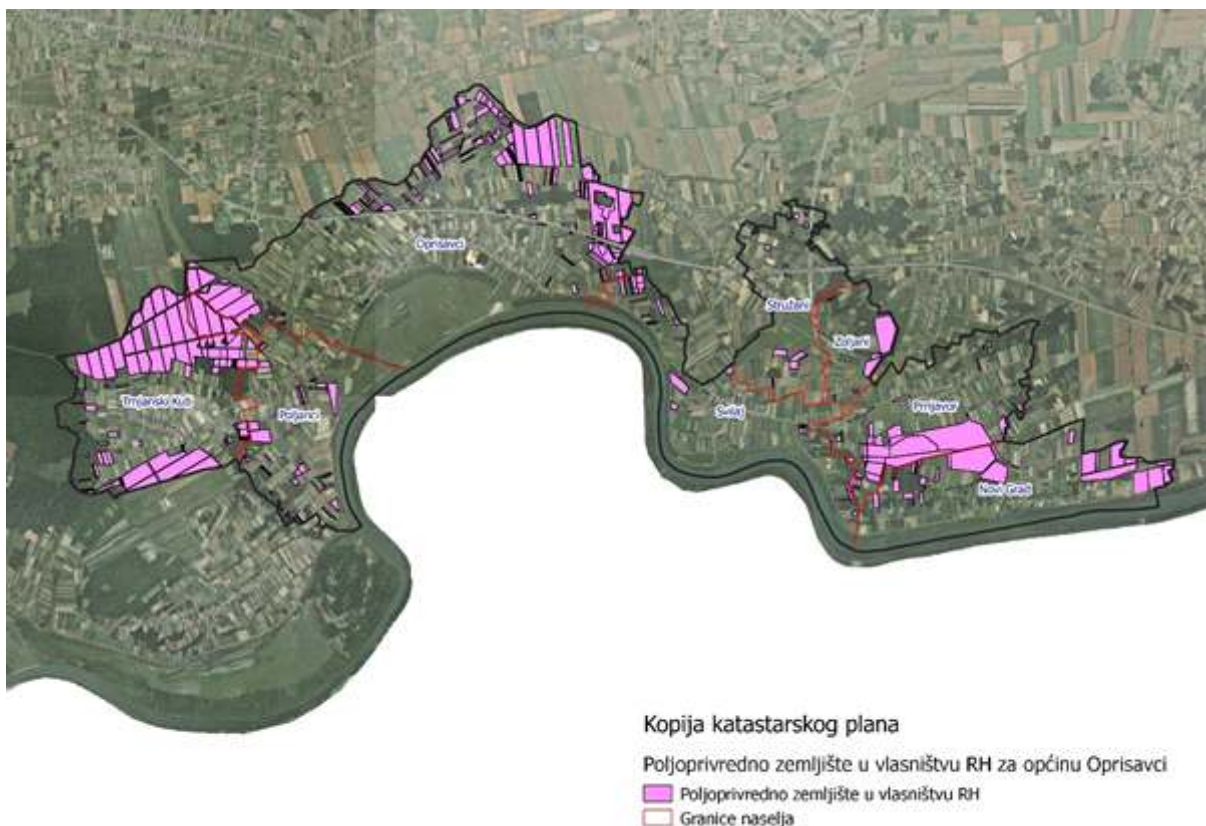 Oprisavci
Stružani
Zoljani
Trnjanski Kuti
Poljanci
Svilaj
Prnjavor
Novi Grad
Kopija katastarskog plana
Poljoprivredno zemljište u vlasništvu RH za općinu Oprisavci
Poljoprivredno zemljište u vlasništvu RH
Granice naselja